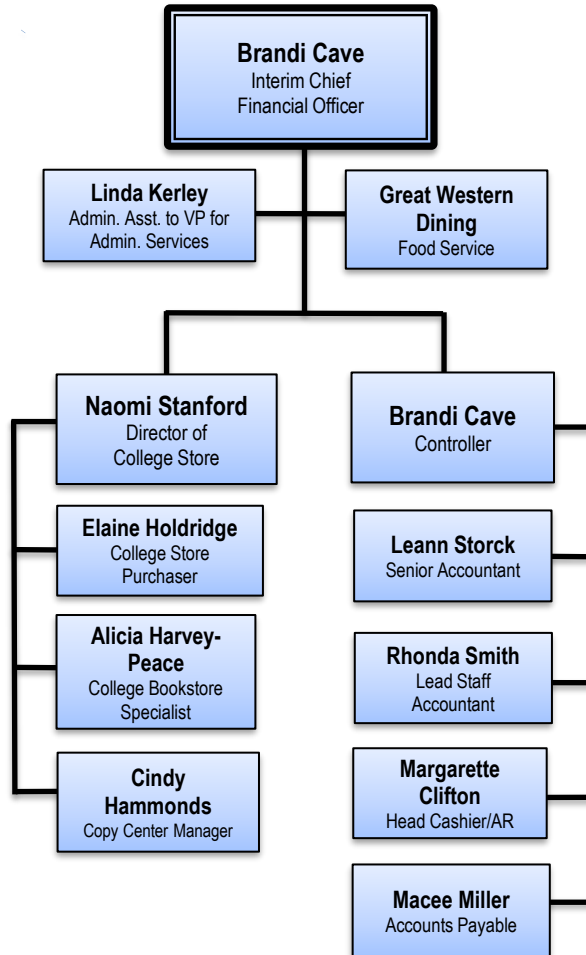 Brandi Cave
Interim Chief
Financial Officer
Linda Kerley
Admin. Asst. to VP for
Admin. Services
Great Western
Dining
Food Service
Naomi Stanford
Director of
College Store
Brandi Cave
Controller
Elaine Holdridge
College Store
Purchaser
Leann Storck
Senior Accountant
Alicia Harvey-
Peace
College Bookstore
Specialist
Rhonda Smith
Lead Staff
Accountant
Cindy
Hammonds
Copy Center Manager
Margarette
Clifton
Head Cashier/AR
Macee Miller
Accounts Payable